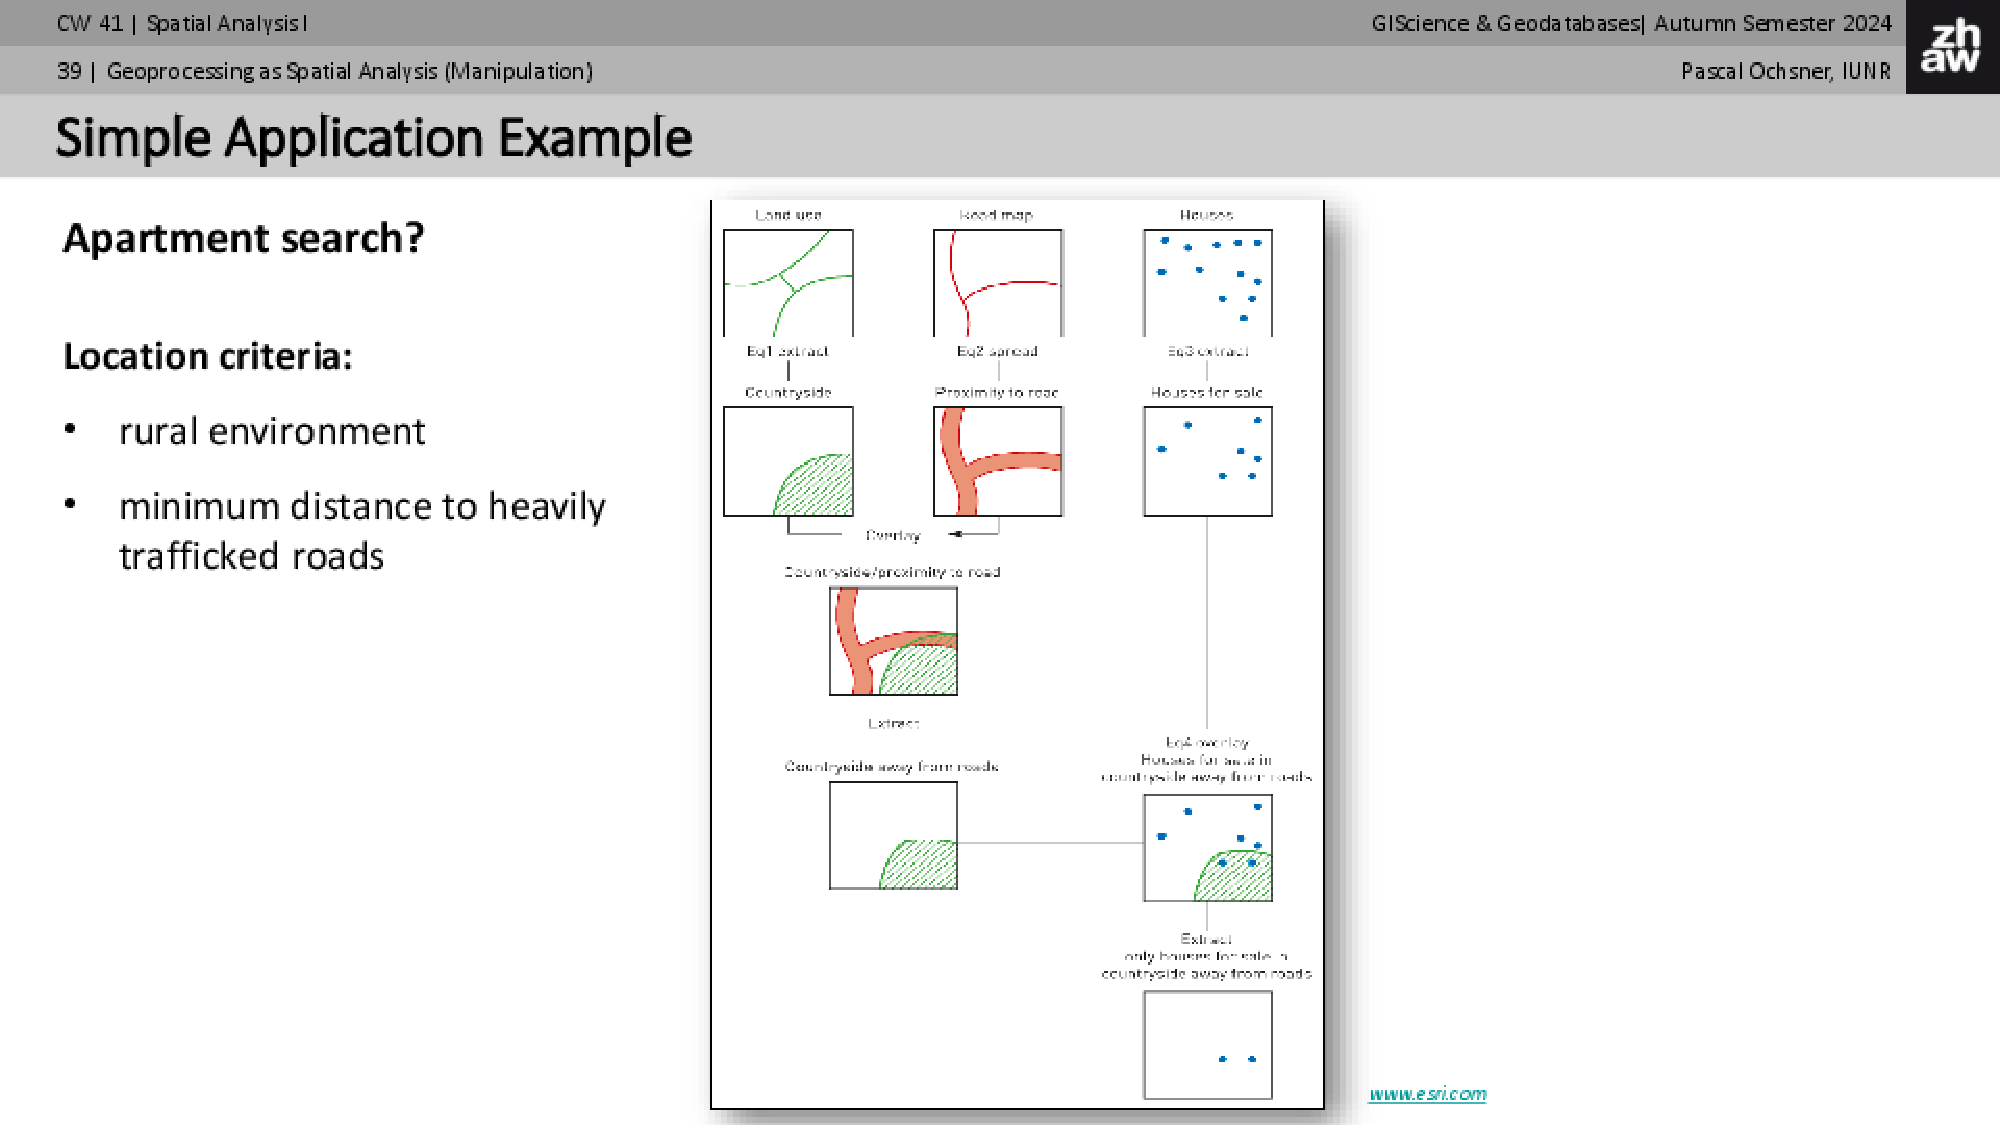 CW 41 | Spatial Analysis I
GIScience & Geodatabases| Autumn Semester 2024
39 | Geoprocessing as Spatial Analysis (Manipulation)
Pascal Ochsner, IUNR
zh
aw
Simple Application Example
Apartment search?
Location criteria:
• rural environment
• minimum distance to heavily
trafficked roads
Land use
Road map
Houses
Eq1 extract
Eq2 spread
Eq3 extract
Countryside
Proximity to road
Houses for sale
Overlay
Countryside/proximity to road
Extract
Countryside away from roads
Eq4 overlay
Houses for sale in
countryside away from roads
Extract
only houses for sale in
countryside away from roads
www.esri.com